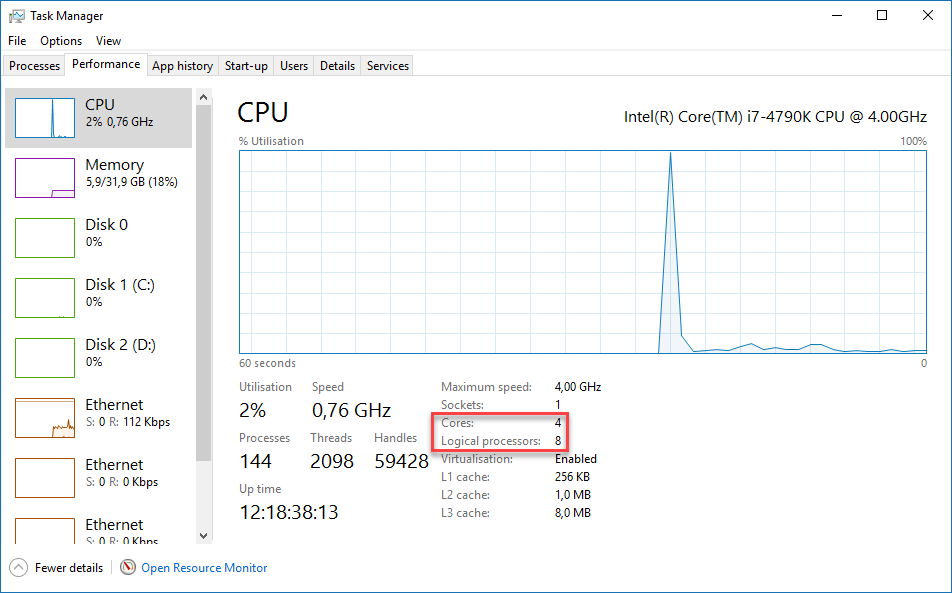 Task Manager
File Options View
Processes Performance App history Start-up Users Details Services
CPU
2% 0,76 GHz
Memory
5,9/31,9 GB (18%)
Disk 0
0%
Disk 1 (C:)
0%
Disk 2 (D:)
0%
Ethernet
S: 0 R: 112 Kbps
Ethernet
S: 0 R: 0 Kbps
Ethernet
S: 0 R: 0 Kbps
CPU
Intel(R) Core(TM) i7-4790K CPU @ 4.00GHz
% Utilisation 100%
60 seconds 0
Utilisation Speed
2% 0,76 GHz
Processes Threads Handles
144 2098 59428
Up time
12:18:38:13
Maximum speed: 4,00 GHz
Sockets: 1
Cores: 4
Logical processors: 8
Virtualisation: Enabled
L1 cache: 256 KB
L2 cache: 1,0 MB
L3 cache: 8,0 MB
Fewer details Open Resource Monitor